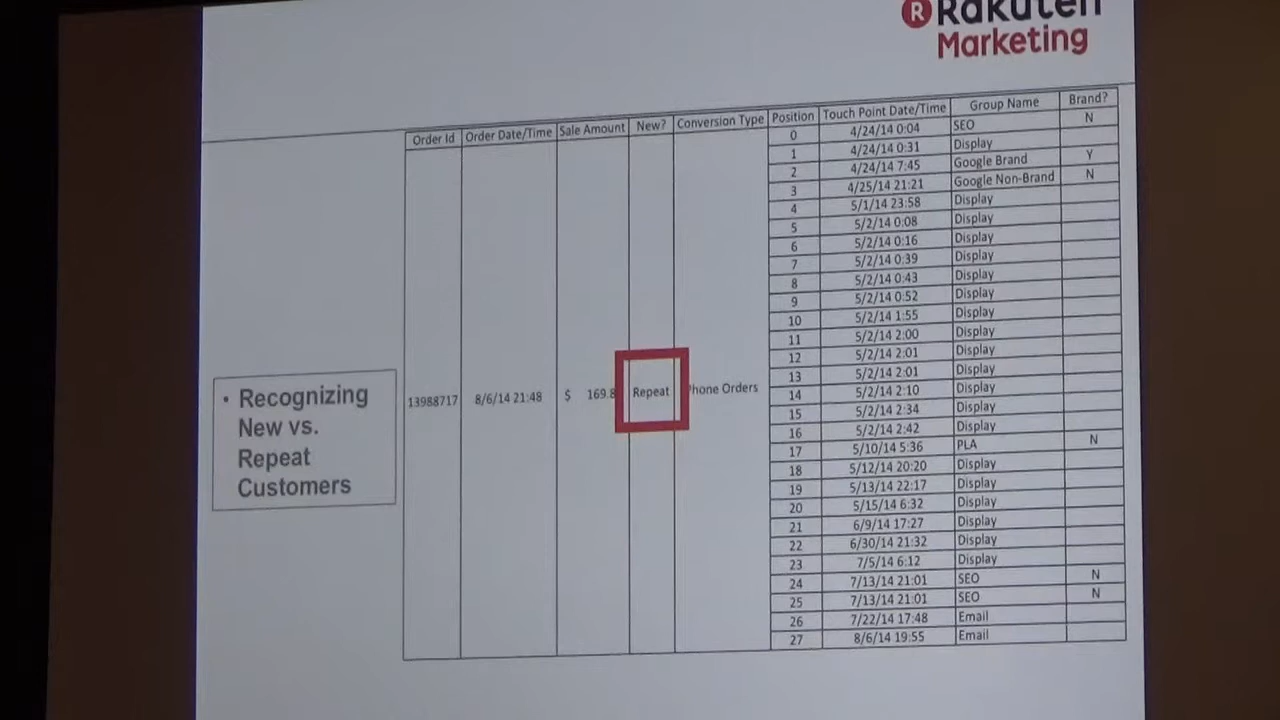 Rakuten
Marketing
Order Id Order Date/Time Sale Amount New? Conversion Type Position Touch Point Date/Time Group Name Brand?
0 4/24/14 0:04 SEO N
1 4/24/14 0:31 Display
2 4/24/14 7:45 Google Brand Y
3 4/25/14 21:21 Google Non-Brand N
4 5/1/14 23:58 Display
5 5/2/14 0:08 Display
6 5/2/14 0:16 Display
7 5/2/14 0:39 Display
8 5/2/14 0:43 Display
9 5/2/14 0:52 Display
10 5/2/14 1:55 Display
11 5/2/14 2:00 Display
12 5/2/14 2:01 Display
13 5/2/14 2:01 Display
13988717 8/6/14 21:48 $ 169.8 Repeat hone Orders 14 5/2/14 2:10 Display
15 5/2/14 2:34 Display
16 5/2/14 2:42 Display
17 5/10/14 5:36 PLA N
18 5/12/14 20:20 Display
19 5/13/14 22:17 Display
20 5/15/14 6:32 Display
21 6/9/14 17:27 Display
22 6/30/14 21:32 Display
23 7/5/14 6:12 Display
24 7/13/14 21:01 SEO N
25 7/13/14 21:01 SEO N
26 7/22/14 17:48 Email
27 8/6/14 19:55 Email
• Recognizing
New vs.
Repeat
Customers